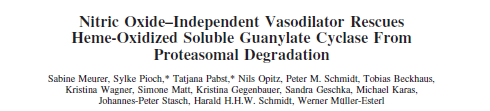 Nitric Oxide–Independent Vasodilator Rescues
Heme-Oxidized Soluble Guanylate Cyclase From
Proteasomal Degradation
Sabine Meurer, Sylke Pioch,* Tatjana Pabst,* Nils Opitz, Peter M. Schmidt, Tobias Beckhaus,
Kristina Wagner, Simone Matt, Kristina Gegenbauer, Sandra Geschka, Michael Karas,
Johannes-Peter Stasch, Harald H.H.W. Schmidt, Werner Müller-Esterl